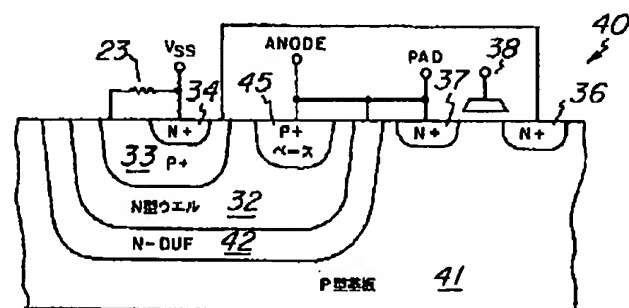 40
23
VSS
ANODE
PAD
38
34
45
37
36
N+
P+
ベース
N+
N+
33
P+
N型ウエル 32
N-DUF 42
P型基板 41